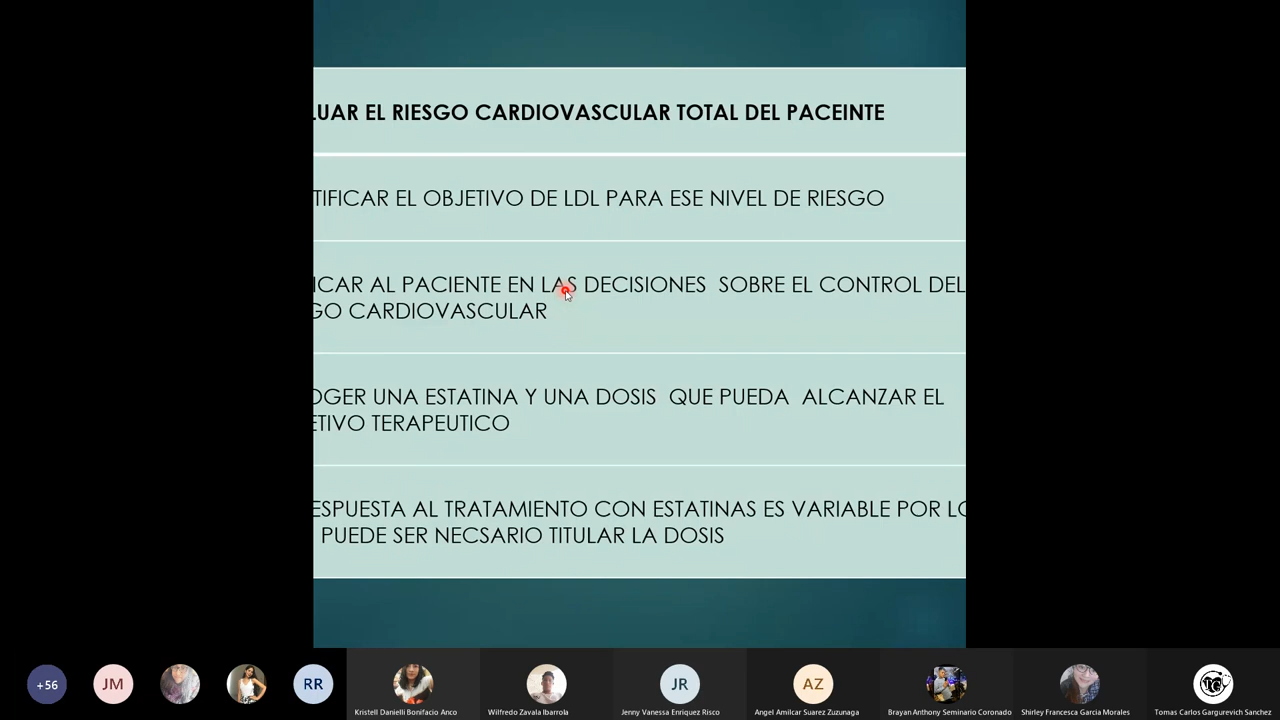 LUAR EL RIESGO CARDIOVASCULAR TOTAL DEL PACEINTE
TIFICAR EL OBJETIVO DE LDL PARA ESE NIVEL DE RIESGO
ICAR AL PACIENTE EN LAS DECISIONES SOBRE EL CONTROL DEL
GO CARDIOVASCULAR
OGER UNA ESTATINA Y UNA DOSIS QUE PUEDA ALCANZAR EL
ETIVO TERAPEUTICO
ESPUESTA AL TRATAMIENTO CON ESTATINAS ES VARIABLE POR LO
PUEDE SER NECSARIO TITULAR LA DOSIS
+56 JM RR JR AZ
Kristell Danielli Bonifacio Anco Wilfredo Zavala Ibarrola Jenny Vanessa Enriquez Risco Angel Amilcar Suarez Zuzunaga Brayan Anthony Seminario Coronado Shirley Francesca Garcia Morales Tomas Carlos Gargurevich Sanchez